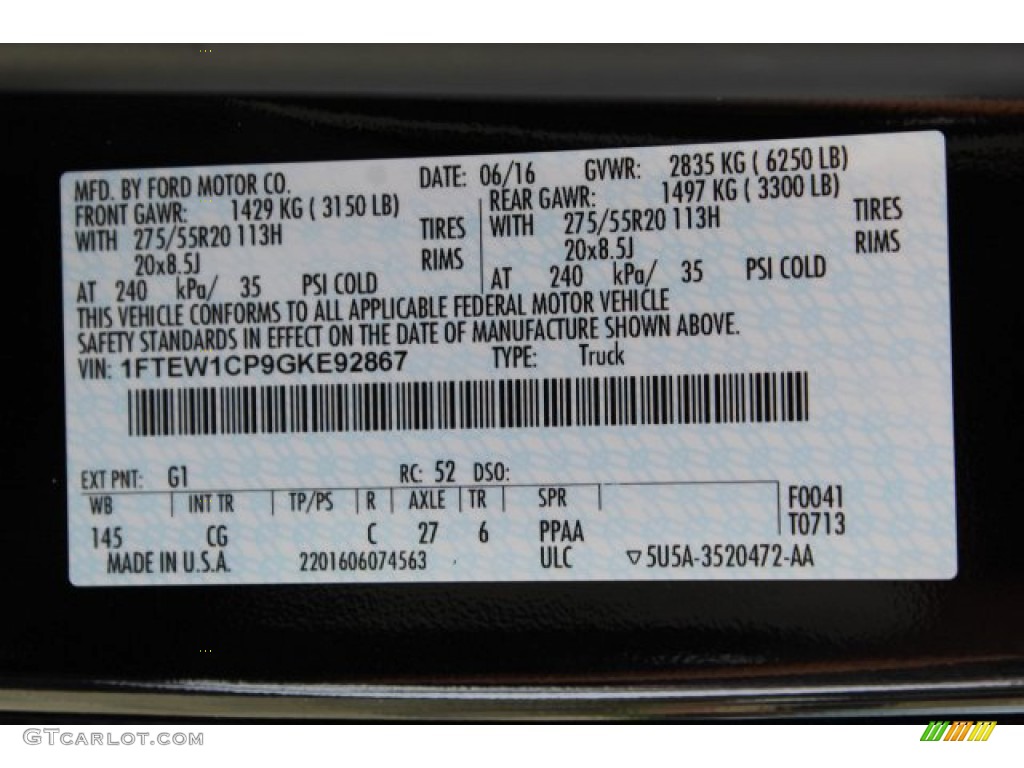 MFD. BY FORD MOTOR CO. DATE: 06/16 GVWR: 2835 KG ( 6250 LB)
FRONT GAWR: 1429 KG ( 3150 LB) REAR GAWR: 1497 KG ( 3300 LB)
WITH 275/55R20 113H TIRES WITH 275/55R20 113H TIRES
20x8.5J RIMS 20x8.5J RIMS
AT 240 kPa/ 35 PSI COLD AT 240 kPa/ 35 PSI COLD
THIS VEHICLE CONFORMS TO ALL APPLICABLE FEDERAL MOTOR VEHICLE
SAFETY STANDARDS IN EFFECT ON THE DATE OF MANUFACTURE SHOWN ABOVE.
VIN: 1FTEW1CP9GKE92867 TYPE: Truck
EXT PNT: G1 RC: 52 DSO:
WB INT TR TP/PS R AXLE TR SPR F0041
145 CG C 27 6 PPAA T0713
MADE IN U.S.A. 2201606074563 ULC ▽5U5A-3520472-AA
GTCARLOT.COM